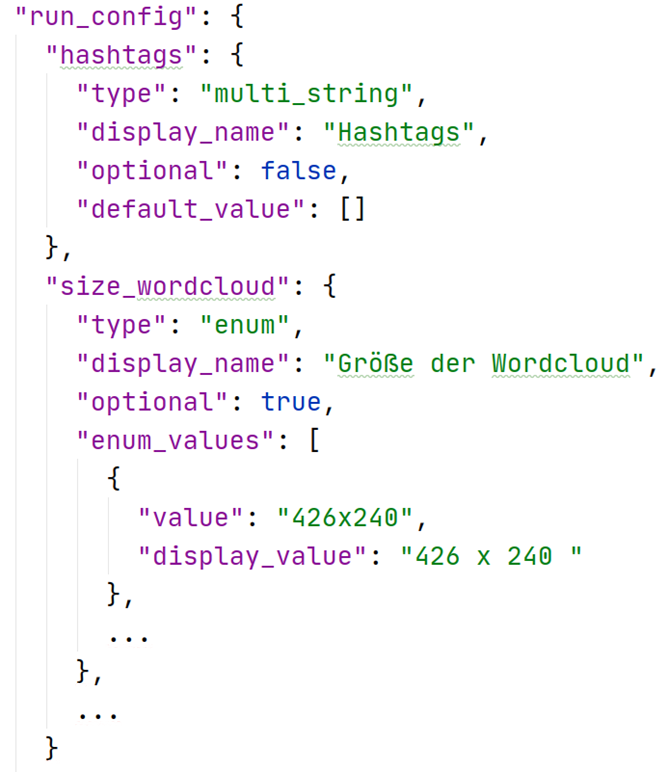 "run_config": {
"hashtags": {
"type": "multi_string",
"display_name": "Hashtags",
"optional": false,
"default_value": []
},
"size_wordcloud": {
"type": "enum",
"display_name": "Größe der Wordcloud",
"optional": true,
"enum_values": [
{
"value": "426x240",
"display_value": "426 x 240 "
},
...
},
...
}